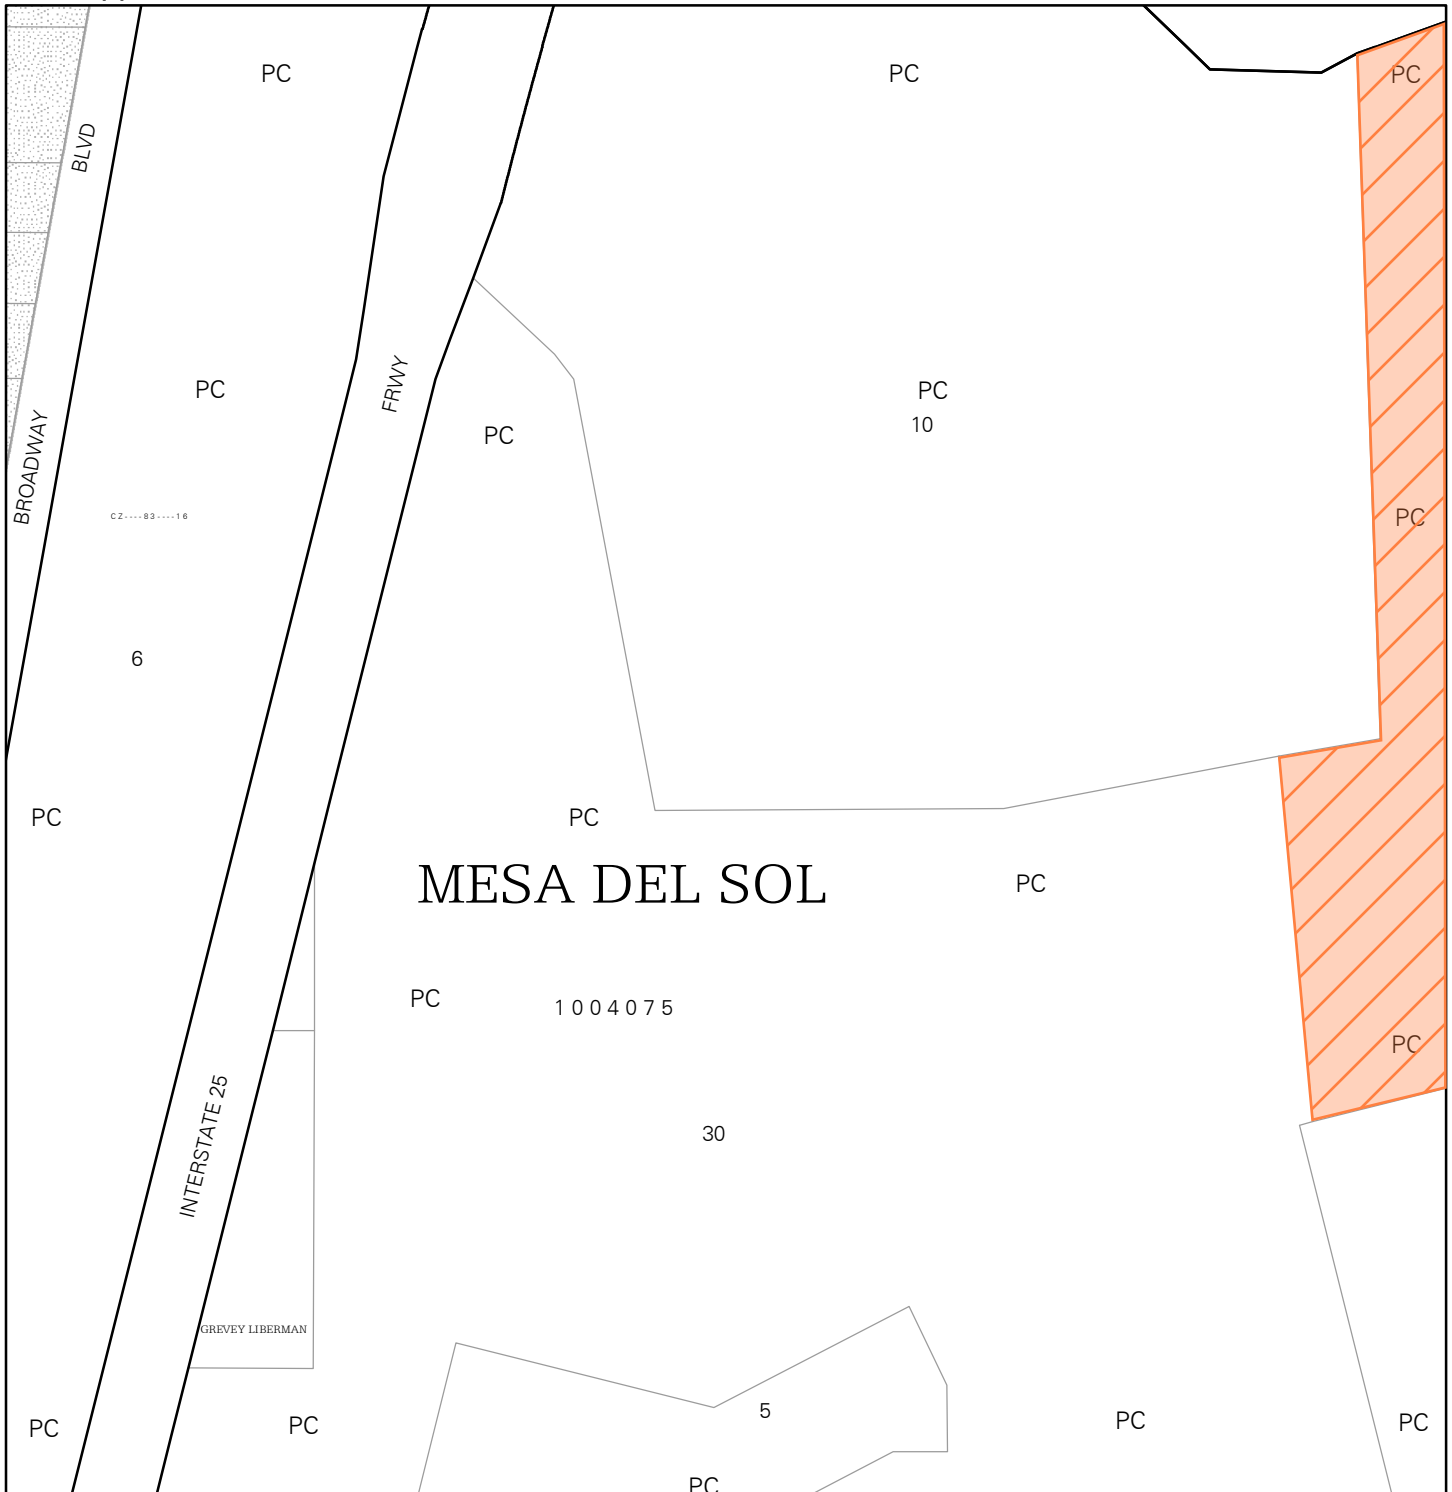 PC
PC
PC
BLVD
FRWY
PC
PC
10
BROADWAY
PC
CZ----83----16
PC
6
PC
PC
MESA DEL SOL
PC
PC
1004075
PC
INTERSTATE 25
30
GREVEY LIBERMAN
5
PC
PC
PC
PC
PC